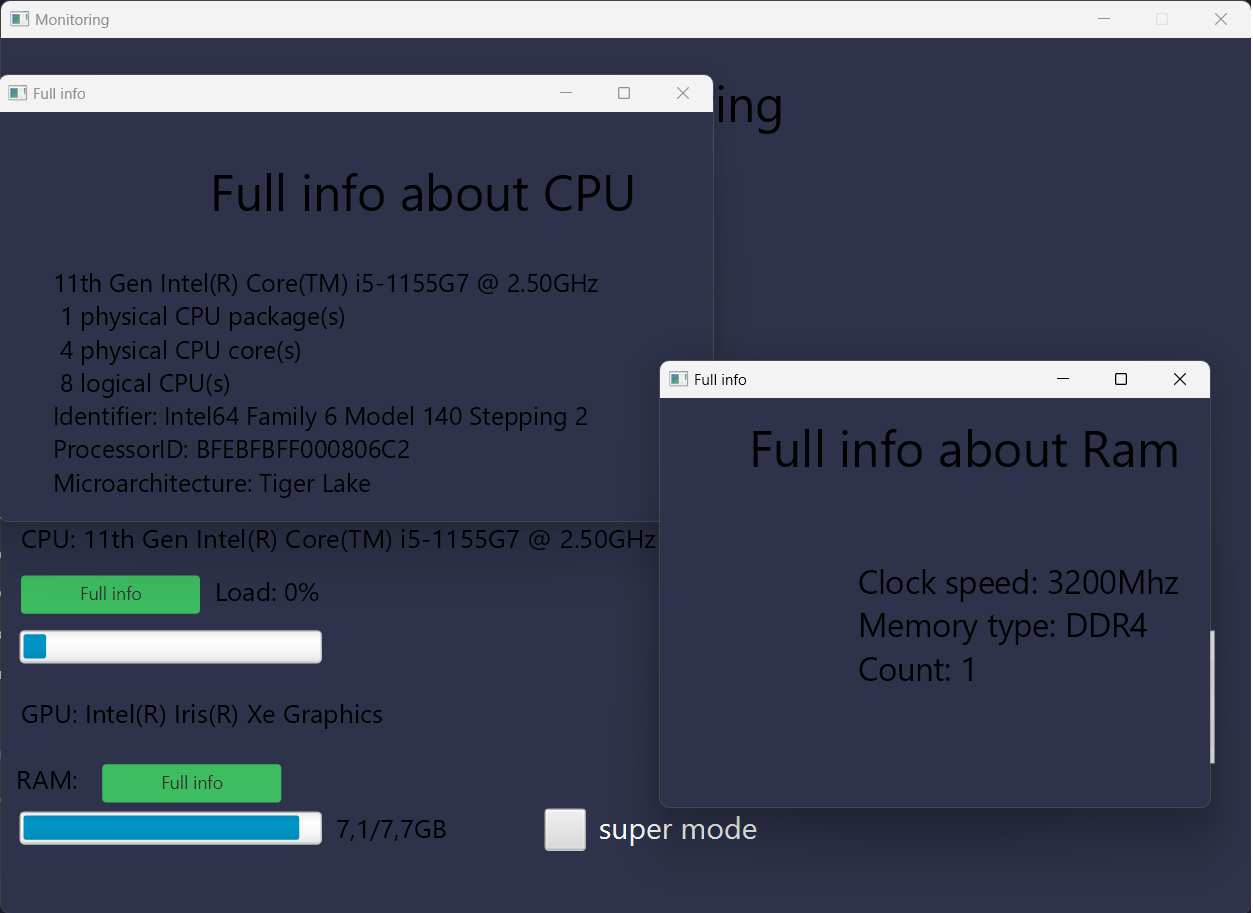 Monitoring
Full info
ing
Full info about CPU
11th Gen Intel(R) Core(TM) i5-1155G7 @ 2.50GHz
1 physical CPU package(s)
4 physical CPU core(s)
8 logical CPU(s)
Identifier: Intel64 Family 6 Model 140 Stepping 2
ProcessorID: BFEBFBFF000806C2
Microarchitecture: Tiger Lake
Full info
Full info about Ram
Clock speed: 3200Mhz
Memory type: DDR4
Count: 1
CPU: 11th Gen Intel(R) Core(TM) i5-1155G7 @ 2.50GHz
Full info
Load: 0%
GPU: Intel(R) Iris(R) Xe Graphics
RAM:
Full info
7,1/7,7GB
super mode